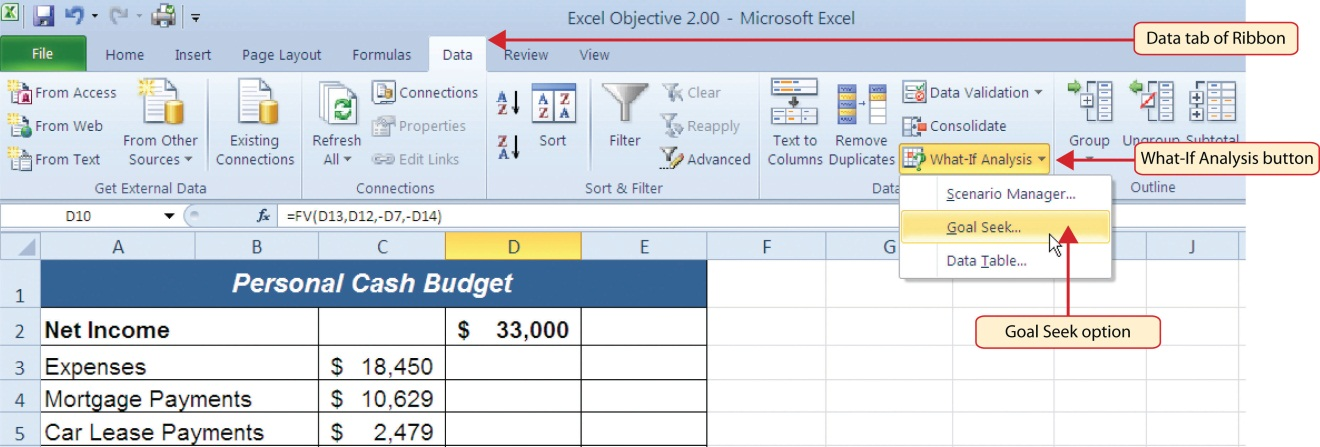 Excel Objective 2.00 - Microsoft Excel
Data tab of Ribbon
File Home Insert Page Layout Formulas Data Review View
From Access
From Web
From Text
From Other Sources
Existing Connections
Get External Data
Refresh All
Connections
Properties
Edit Links
Connections
A Z
Z A
A Z Z A
Sort
Filter
Clear
Reapply
Advanced
Sort & Filter
Text to Columns
Remove Duplicates
Data Validation
Consolidate
What-If Analysis
Data
Group
Ungroup
Subtotal
Outline
What-If Analysis button
Scenario Manager...
Goal Seek...
Data Table...
Goal Seek option
D10 fx =FV(D13,D12,-D7,-D14)
A B C D E F G J
1 Personal Cash Budget
2 Net Income $ 33,000
3 Expenses $ 18,450
4 Mortgage Payments $ 10,629
5 Car Lease Payments $ 2,479